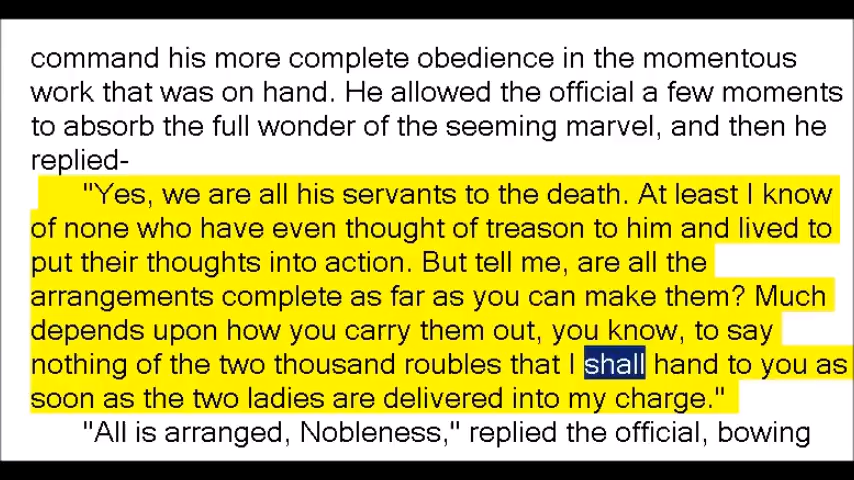 command his more complete obedience in the momentous
work that was on hand. He allowed the official a few moments
to absorb the full wonder of the seeming marvel, and then he
replied-
"Yes, we are all his servants to the death. At least I know
of none who have even thought of treason to him and lived to
put their thoughts into action. But tell me, are all the
arrangements complete as far as you can make them? Much
depends upon how you carry them out, you know, to say
nothing of the two thousand roubles that I shall hand to you as
soon as the two ladies are delivered into my charge."
"All is arranged, Nobleness," replied the official, bowing